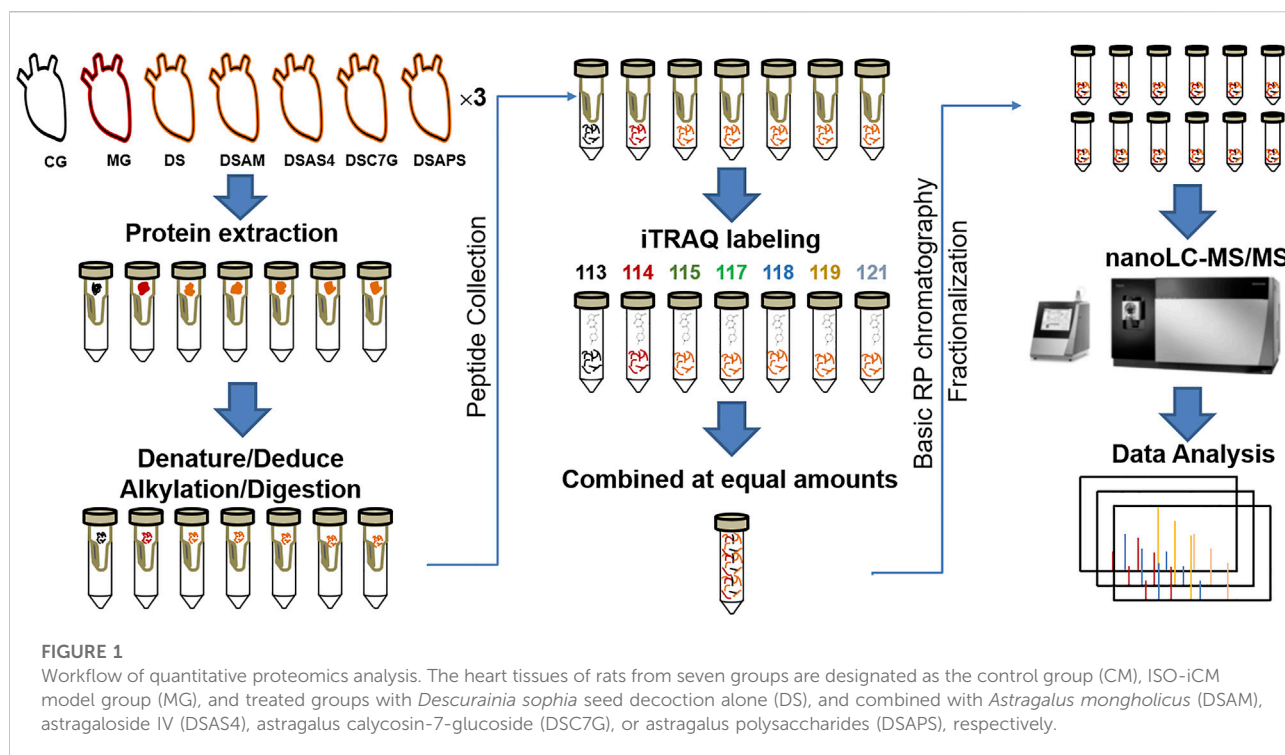 ×3
CG MG DS DSAM DSAS4 DSC7G DSAPS
Protein extraction
Denature/Deduce
Alkylation/Digestion
Peptide Collection
iTRAQ labeling
113 114 115 117 118 119 121
Combined at equal amounts
Basic RP chromatography
Fractionalization
nanoLC-MS/MS
Data Analysis
FIGURE 1
Workflow of quantitative proteomics analysis. The heart tissues of rats from seven groups are designated as the control group (CM), ISO-iCM
model group (MG), and treated groups with Descurainia sophia seed decoction alone (DS), and combined with Astragalus mongholicus (DSAM),
astragaloside IV (DSAS4), astragalus calycosin-7-glucoside (DSC7G), or astragalus polysaccharides (DSAPS), respectively.